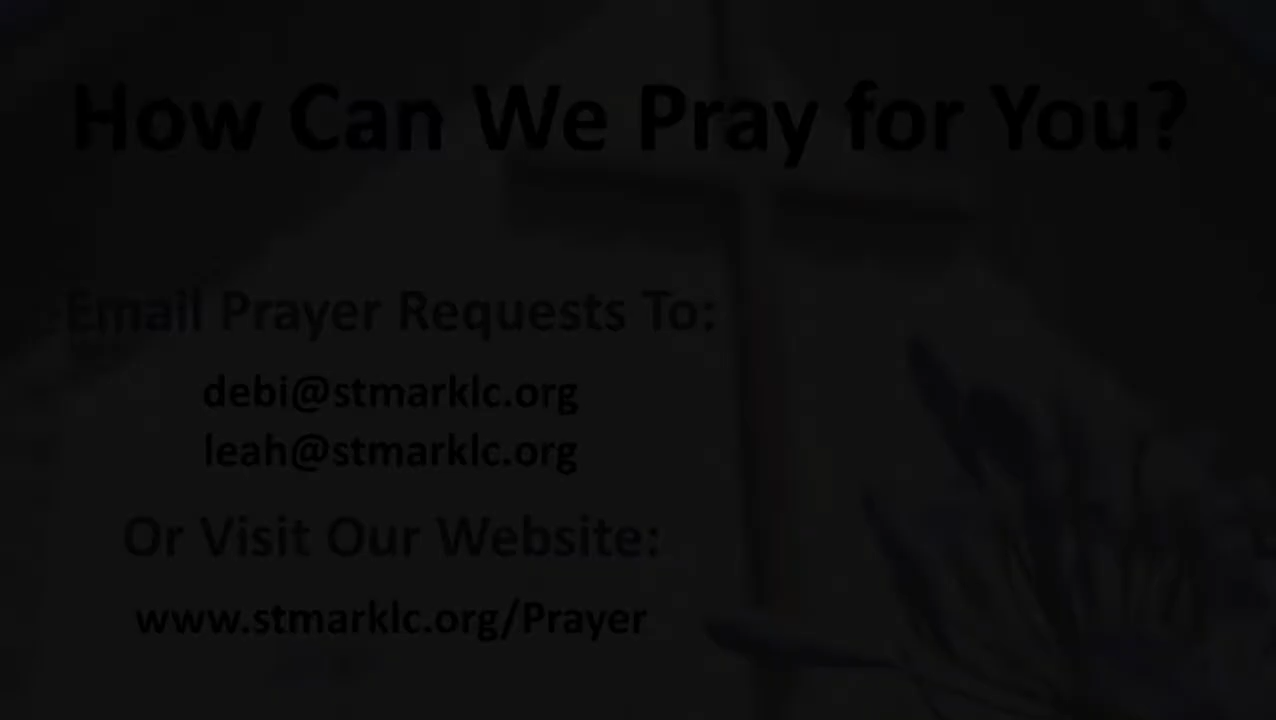 How Can We Pray for You?
Email Prayer Requests To:
debi@stmarklc.org
leah@stmarklc.org
Or Visit Our Website:
www.stmarklc.org/Prayer